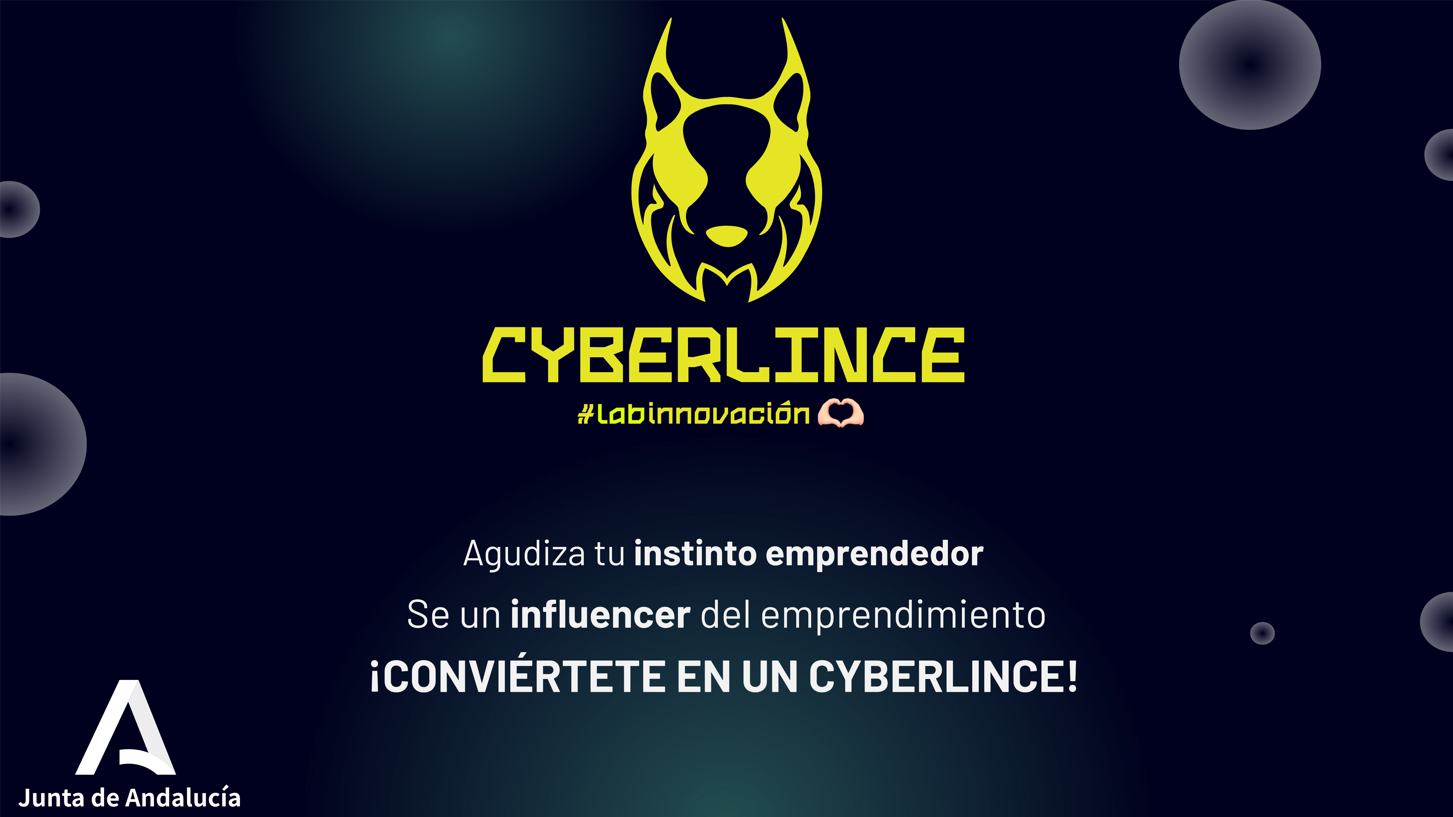 CYBERLINCE
#labinnovación 🫶🏻
Agudiza tu instinto emprendedor
Se un influencer del emprendimiento
¡CONVIÉRTETE EN UN CYBERLINCE!
Junta de Andalucía